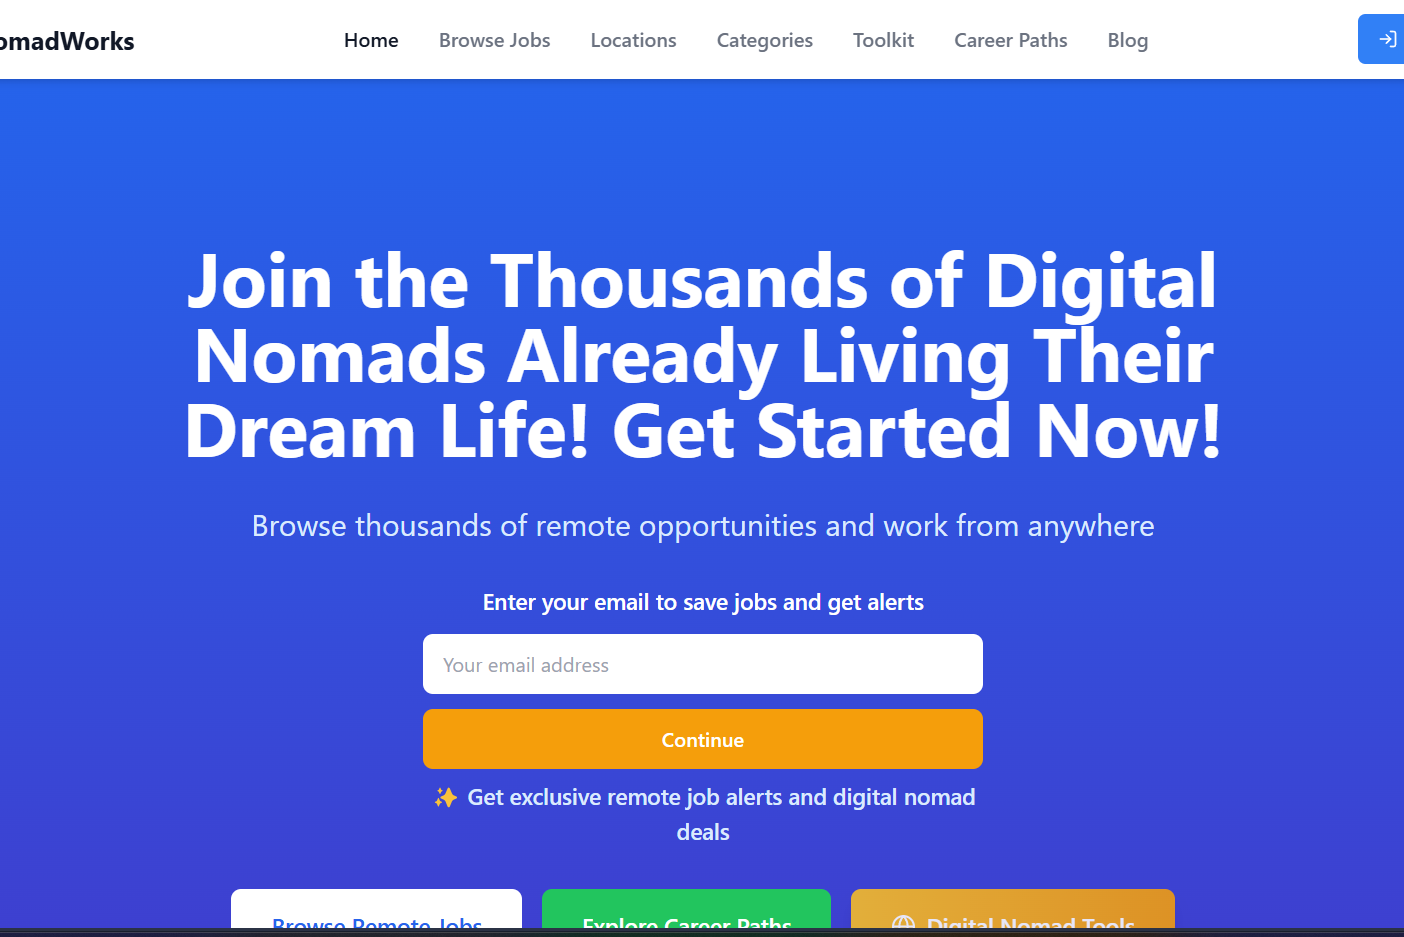 omadWorks
Home Browse Jobs Locations Categories Toolkit Career Paths Blog
Join the Thousands of Digital
Nomads Already Living Their
Dream Life! Get Started Now!
Browse thousands of remote opportunities and work from anywhere
Enter your email to save jobs and get alerts
Your email address
Continue
✨ Get exclusive remote job alerts and digital nomad
deals
Browse Remote Jobs Explore Career Paths Digital Nomad Tools